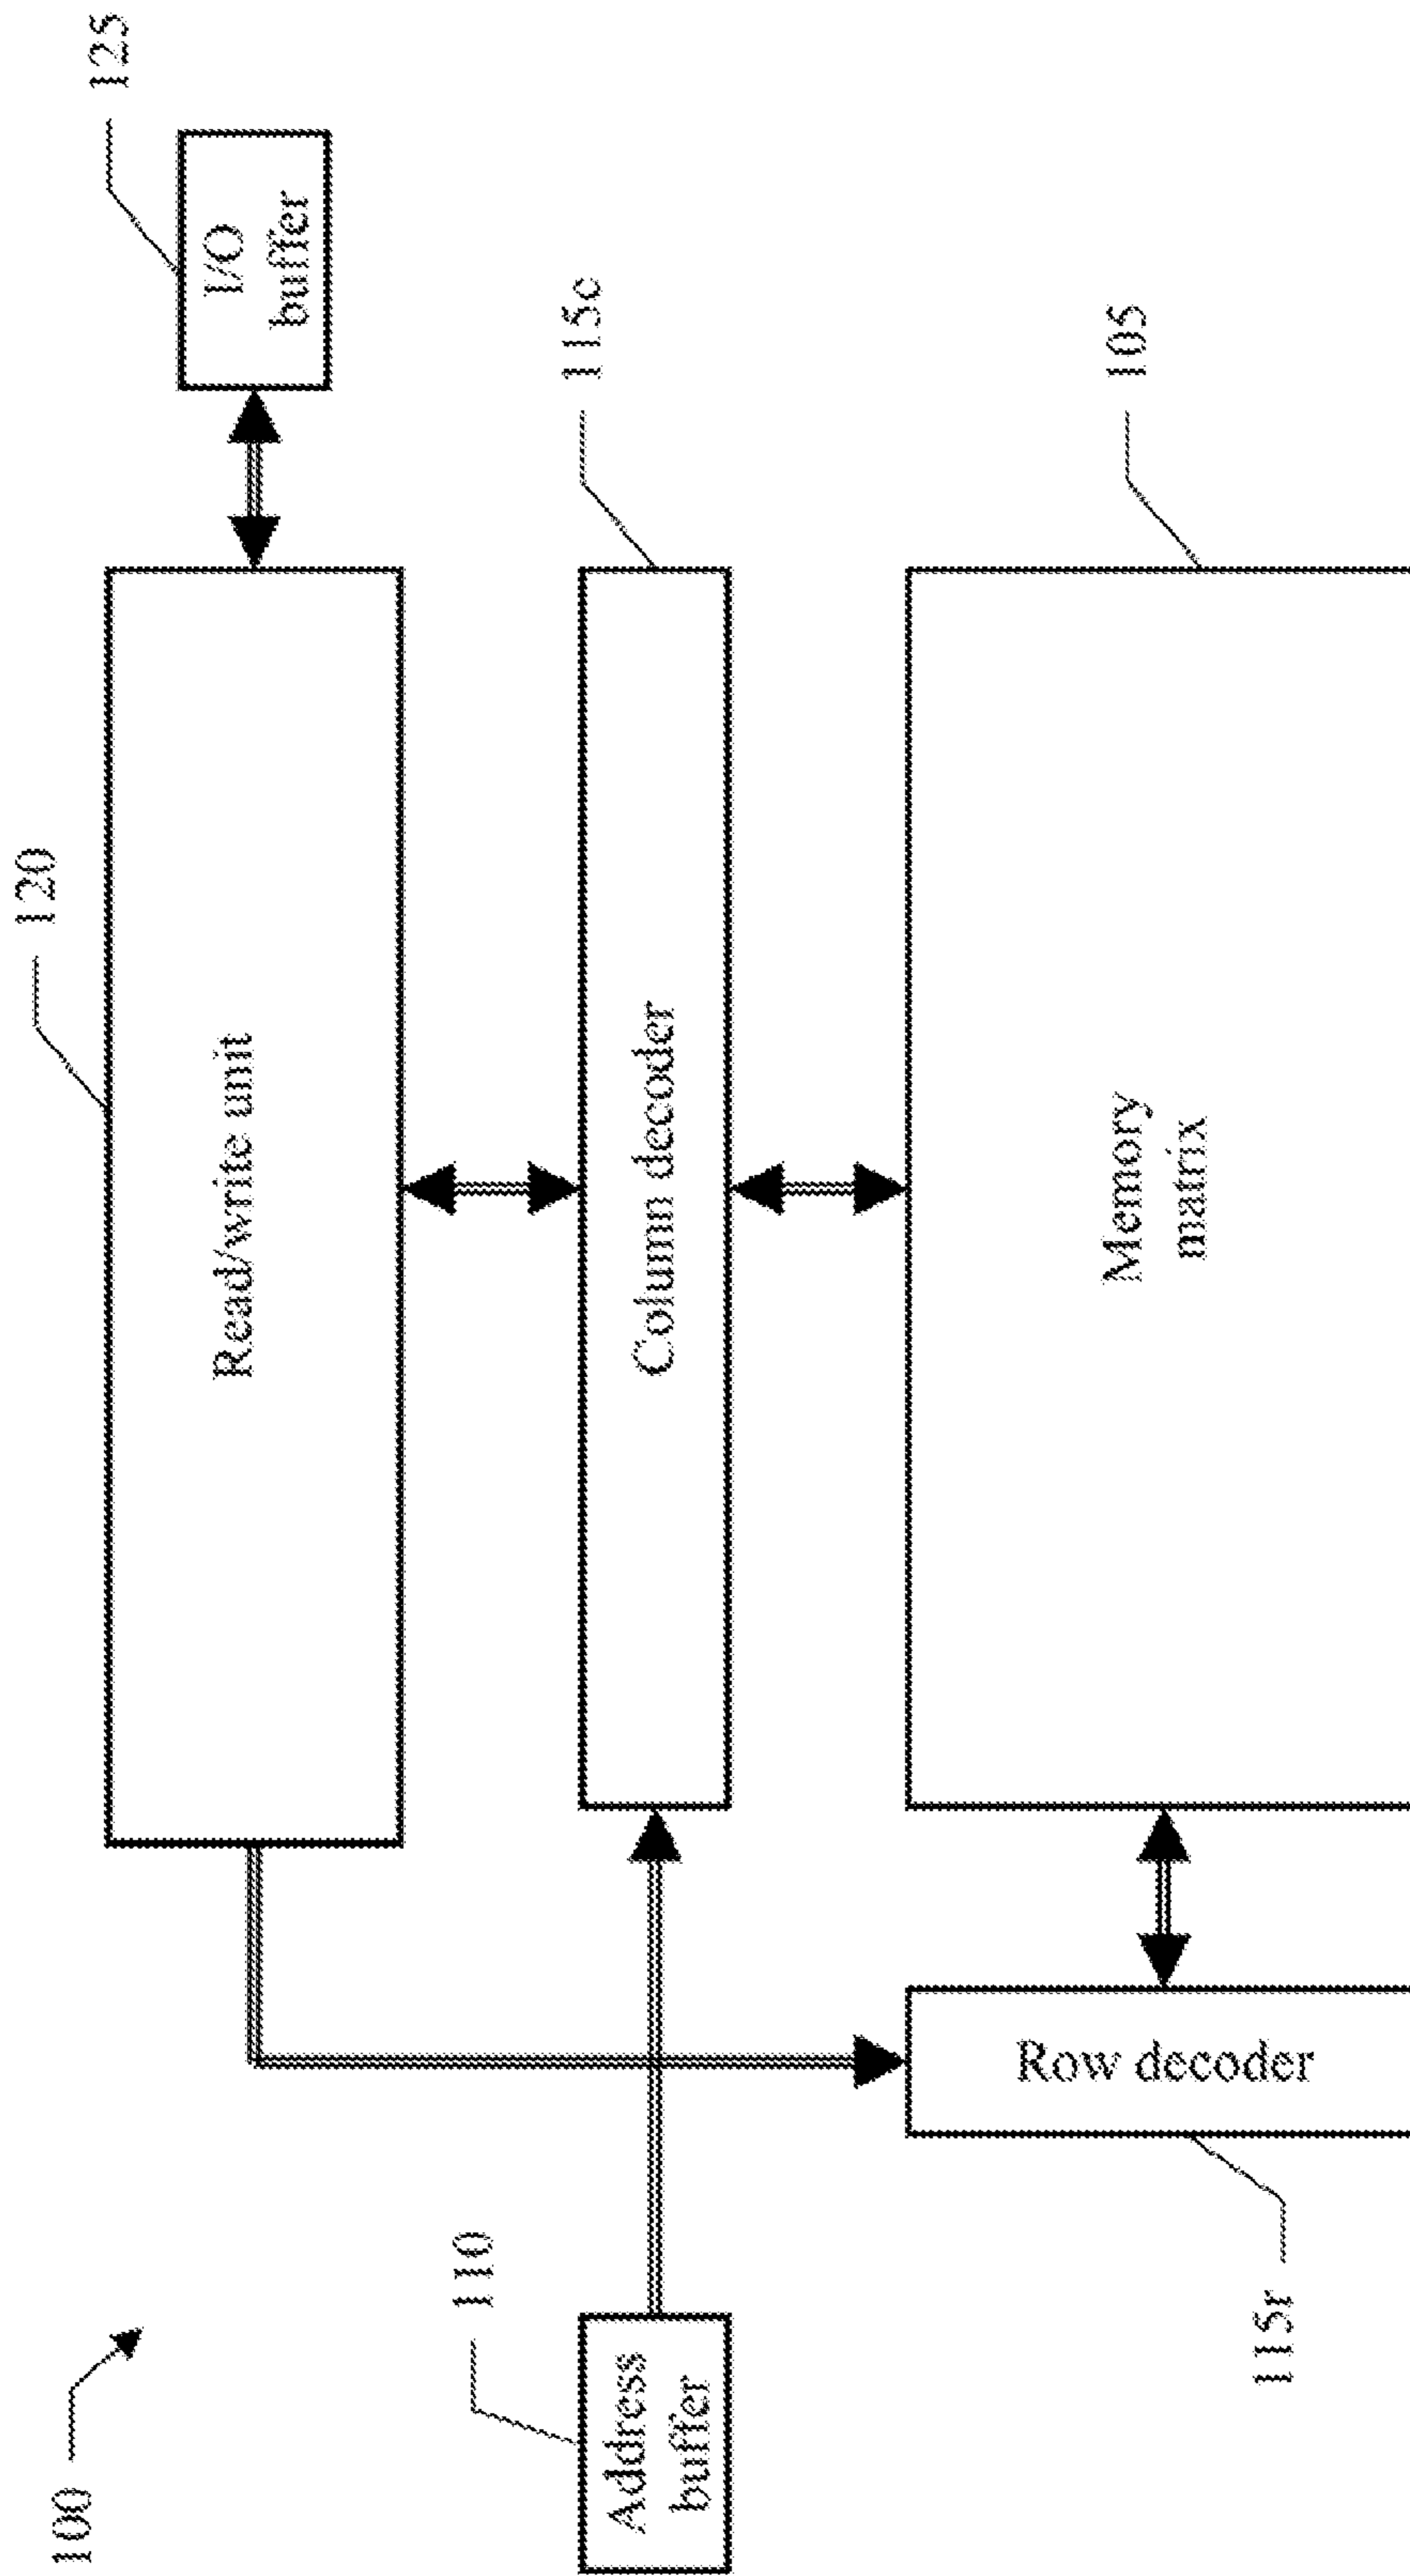 100
120
125
Read/write unit
I/O
buffer
110
115c
Address
buffer
Column decoder
105
Memory
matrix
Row decoder
115r